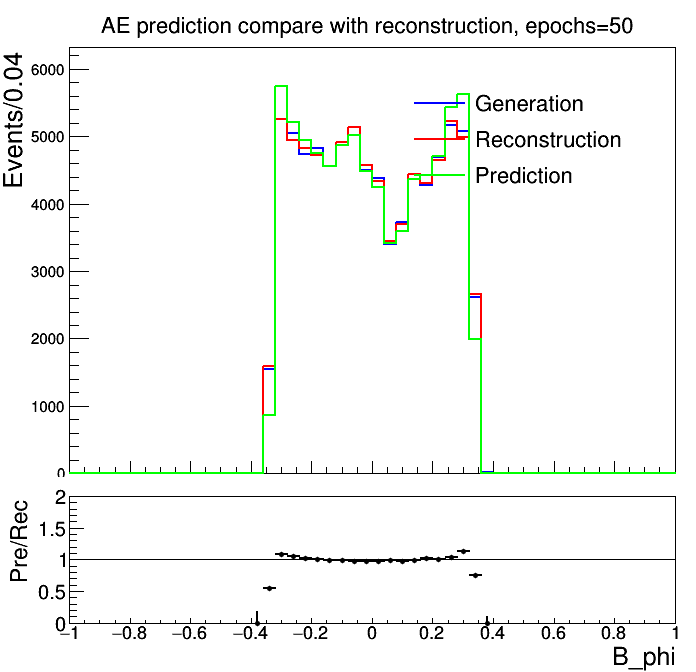 AE prediction compare with reconstruction, epochs=50
Events/0.04
6000
5000
4000
3000
2000
1000
0
Generation
Reconstruction
Prediction
Pre/Rec
2
1.5
1
0.5
0
−1 −0.8 −0.6 −0.4 −0.2 0 0.2 0.4 0.6 0.8 1
B_phi